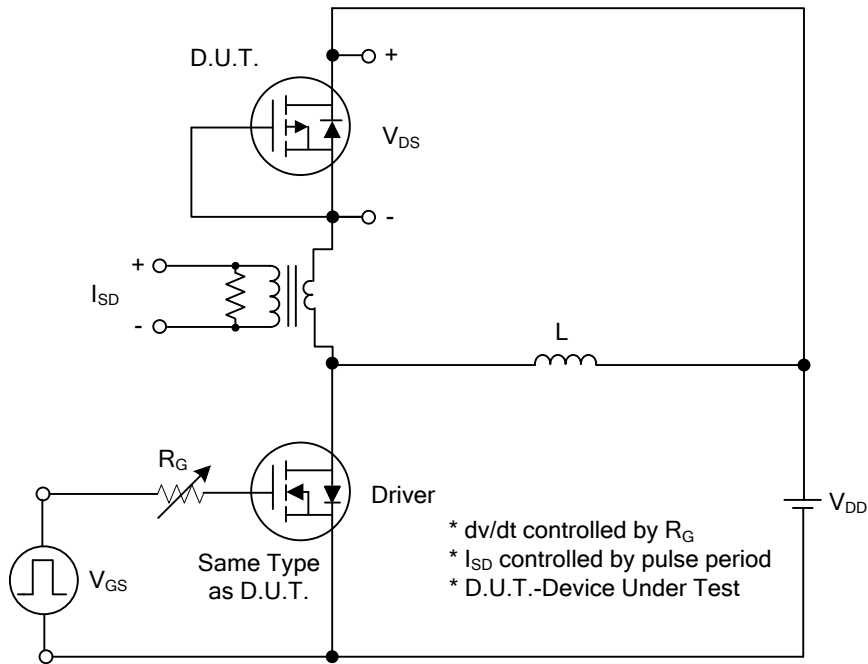 D.U.T.
+
V_DS
-
+
I_SD
-
L
R_G
Driver
V_DD
Same Type
as D.U.T.
V_GS
* dv/dt controlled by R_G
* I_SD controlled by pulse period
* D.U.T.-Device Under Test